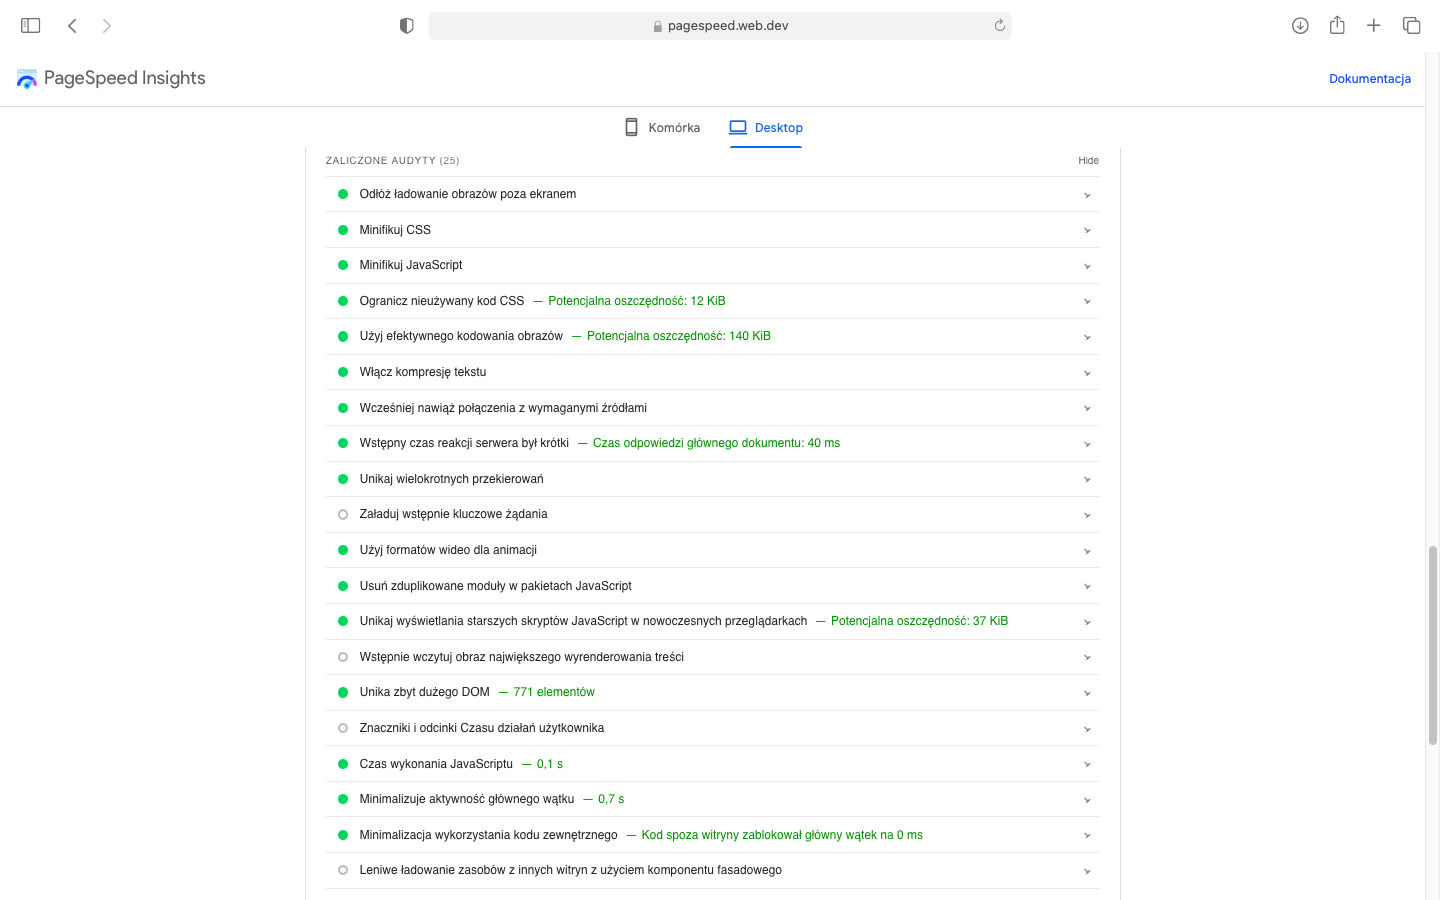 pagespeed.web.dev
PageSpeed Insights
Dokumentacja
Komórka
Desktop
ZALICZONE AUDYTY (25)
Hide
Odłóż ładowanie obrazów poza ekranem
Minifikuj CSS
Minifikuj JavaScript
Ogranicz nieużywany kod CSS — Potencjalna oszczędność: 12 KiB
Użyj efektywnego kodowania obrazów — Potencjalna oszczędność: 140 KiB
Włącz kompresję tekstu
Wcześniej nawiąż połączenia z wymaganymi źródłami
Wstępny czas reakcji serwera był krótki — Czas odpowiedzi głównego dokumentu: 40 ms
Unikaj wielokrotnych przekierowań
Załaduj wstępnie kluczowe żądania
Użyj formatów wideo dla animacji
Usuń zduplikowane moduły w pakietach JavaScript
Unikaj wyświetlania starszych skryptów JavaScript w nowoczesnych przeglądarkach — Potencjalna oszczędność: 37 KiB
Wstępnie wczytuj obraz największego wyrenderowania treści
Unika zbyt dużego DOM — 771 elementów
Znaczniki i odcinki Czasu działań użytkownika
Czas wykonania JavaScriptu — 0,1 s
Minimalizuje aktywność głównego wątku — 0,7 s
Minimalizacja wykorzystania kodu zewnętrznego — Kod spoza witryny zablokował główny wątek na 0 ms
Leniwe ładowanie zasobów z innych witryn z użyciem komponentu fasadowego